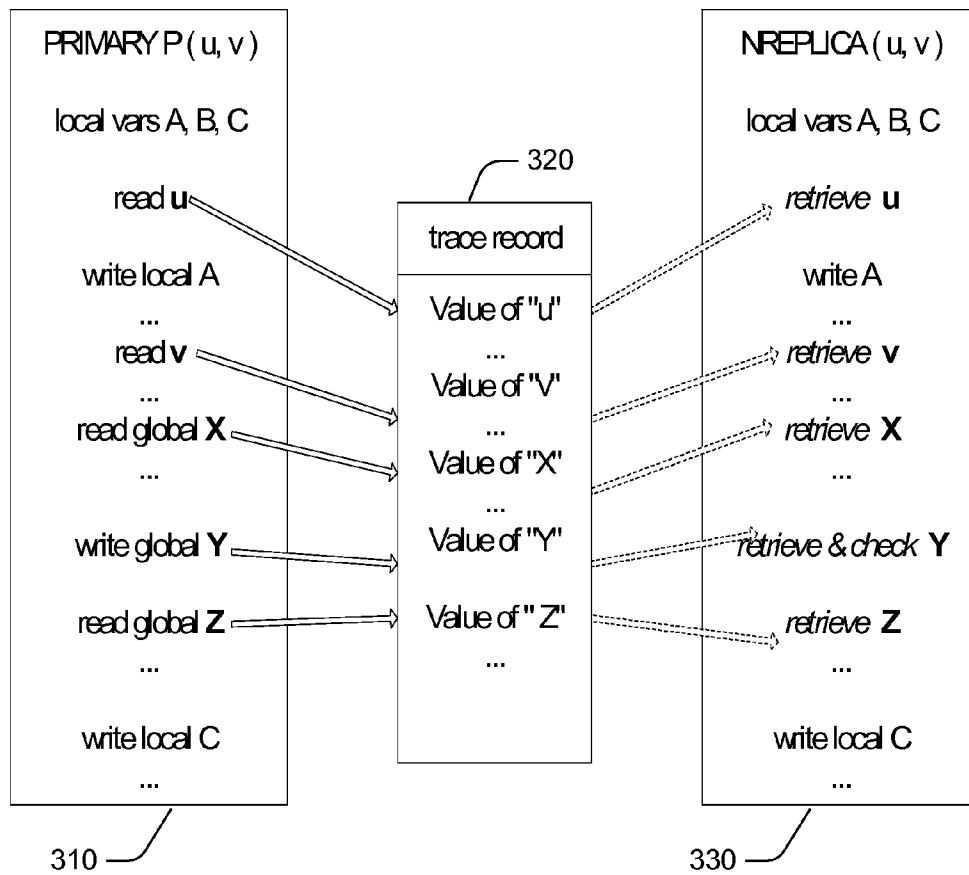 PRIMARY P ( u, v )
local vars A, B, C
read u
write local A
...
read v
...
read global X
...
write global Y
read global Z
...
write local C
...
310
320
trace record
Value of "u"
...
Value of "V"
...
Value of "X"
...
Value of "Y"
Value of " Z"
...
NREPLICA ( u, v )
local vars A, B, C
retrieve u
write A
...
retrieve v
...
retrieve X
...
retrieve & check Y
retrieve Z
...
write local C
...
330